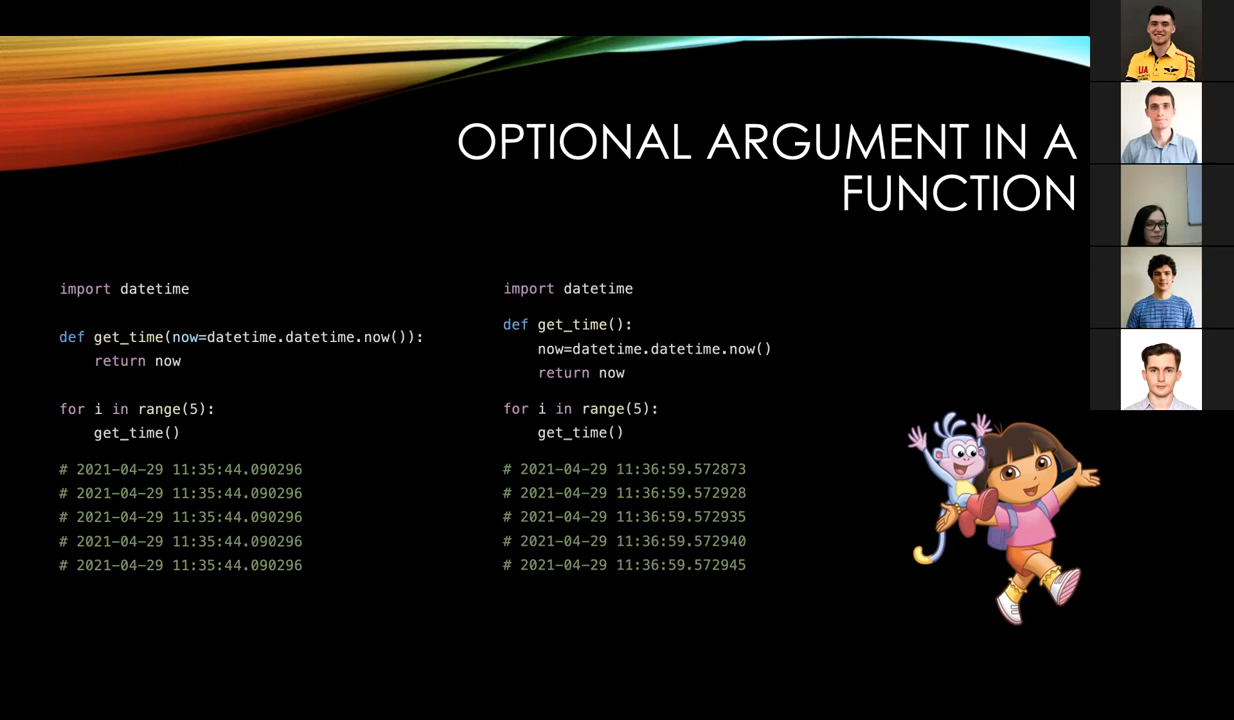 OPTIONAL ARGUMENT IN A
FUNCTION
import datetime
def get_time(now=datetime.datetime.now()):
    return now
for i in range(5):
    get_time()
# 2021-04-29 11:35:44.090296
# 2021-04-29 11:35:44.090296
# 2021-04-29 11:35:44.090296
# 2021-04-29 11:35:44.090296
# 2021-04-29 11:35:44.090296
import datetime
def get_time():
    now=datetime.datetime.now()
    return now
for i in range(5):
    get_time()
# 2021-04-29 11:36:59.572873
# 2021-04-29 11:36:59.572928
# 2021-04-29 11:36:59.572935
# 2021-04-29 11:36:59.572940
# 2021-04-29 11:36:59.572945
UA